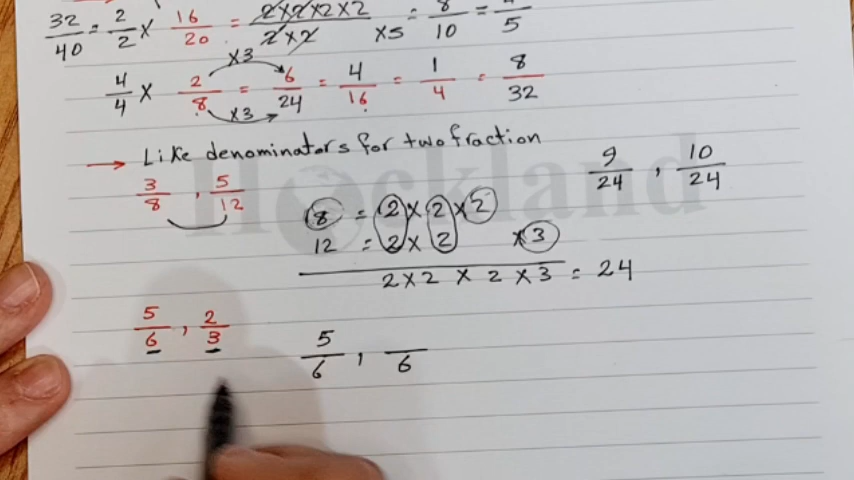 32/40 = 2/2 × 16/20 = 2×2×2×2/2×2 ×5 = 8/10 = /5
4/4 × 2/8 = 6/24 = 4/16 = 1/4 = 8/32
×3
×3
→ Like denominators for two fraction
3/8 , 5/12
9/24 , 10/24
8 = 2×2×2
12 = 2×2 ×3
2×2 × 2 ×3 = 24
5/6 , 2/3
5/6 , /6
Hockland